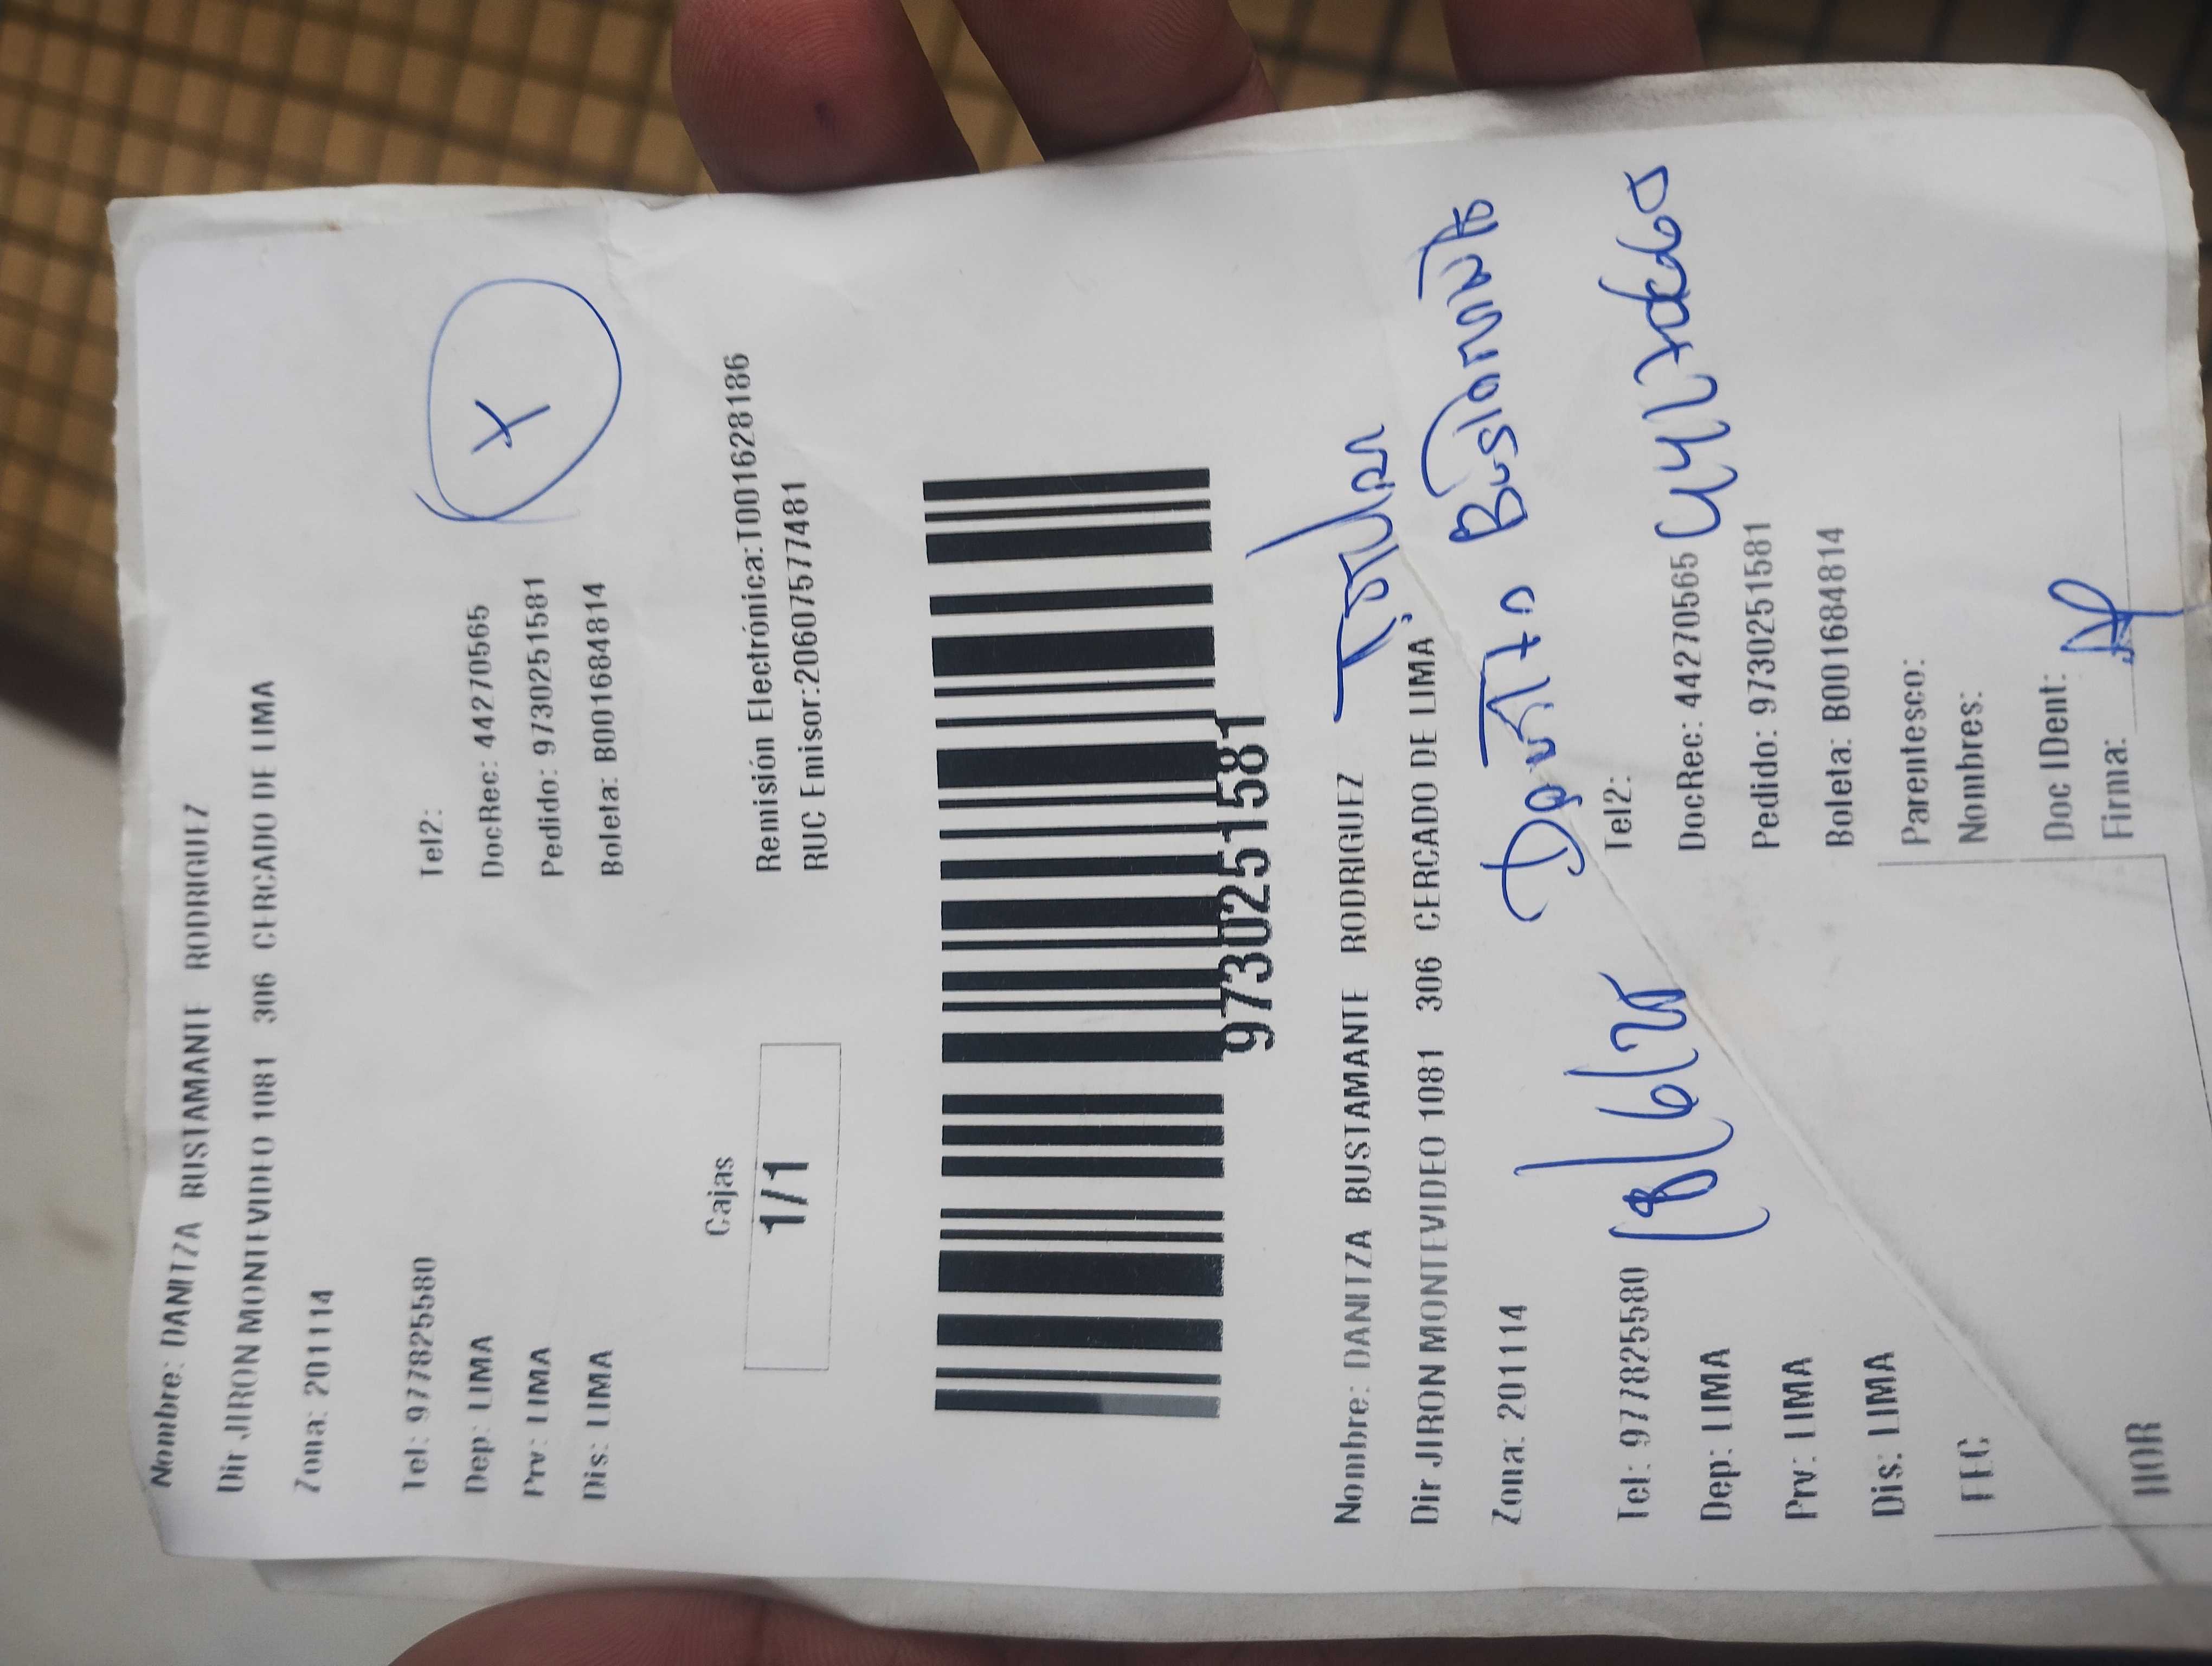 Nombre: DANITZA BUSTAMANTE RODRIGUEZ
Dir JIRON MONTEVIDEO 1081 306 CERCADO DE LIMA
Zona: 201114
Tel: 977825580 Tel2:
Dep: LIMA DocRec: 44270565
Prv: LIMA Pedido: 9730251581
Dis: LIMA Boleta: B001684814
X
Cajas
1/1
Remisión Electrónica:T001628186
RUC Emisor:20607577481
9730251581
Nombre: DANITZA BUSTAMANTE RODRIGUEZ
Dir JIRON MONTEVIDEO 1081 306 CERCADO DE LIMA
Zona: 201114
Bustamante
Tel: 977825580 Tel2:
Dep: LIMA DocRec: 44270565
Prv: LIMA Pedido: 9730251581
Dis: LIMA Boleta: B001684814
FEC Parentesco:
Nombres:
Doc IDent:
HOR Firma: